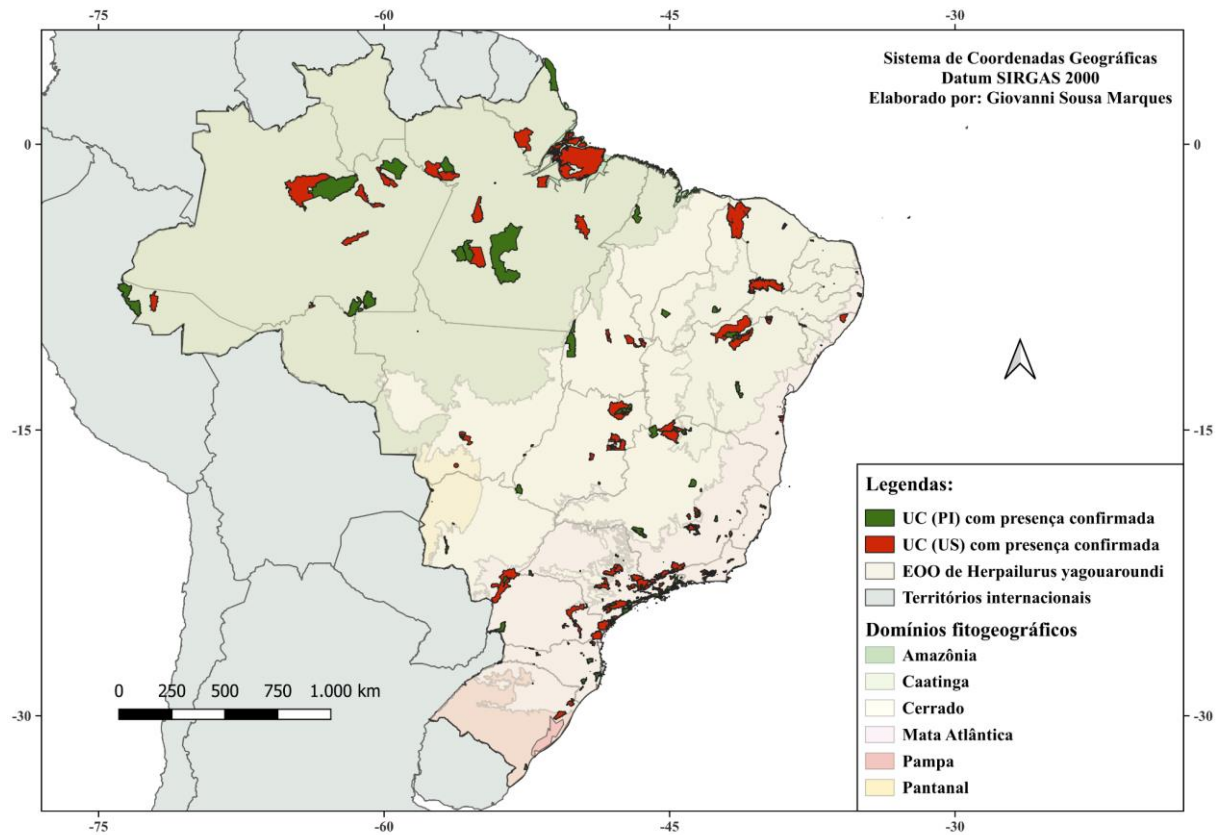 -75
-60
-45
-30
Sistema de Coordenadas Geográficas
Datum SIRGAS 2000
Elaborado por: Giovanni Sousa Marques
0
0
-15
-15
-30
-30
0 250 500 750 1.000 km
Legendas:
UC (PI) com presença confirmada
UC (US) com presença confirmada
EOO de Herpailurus yagouaroundi
Territórios internacionais
Domínios fitogeográficos
Amazônia
Caatinga
Cerrado
Mata Atlântica
Pampa
Pantanal
-75
-60
-45
-30